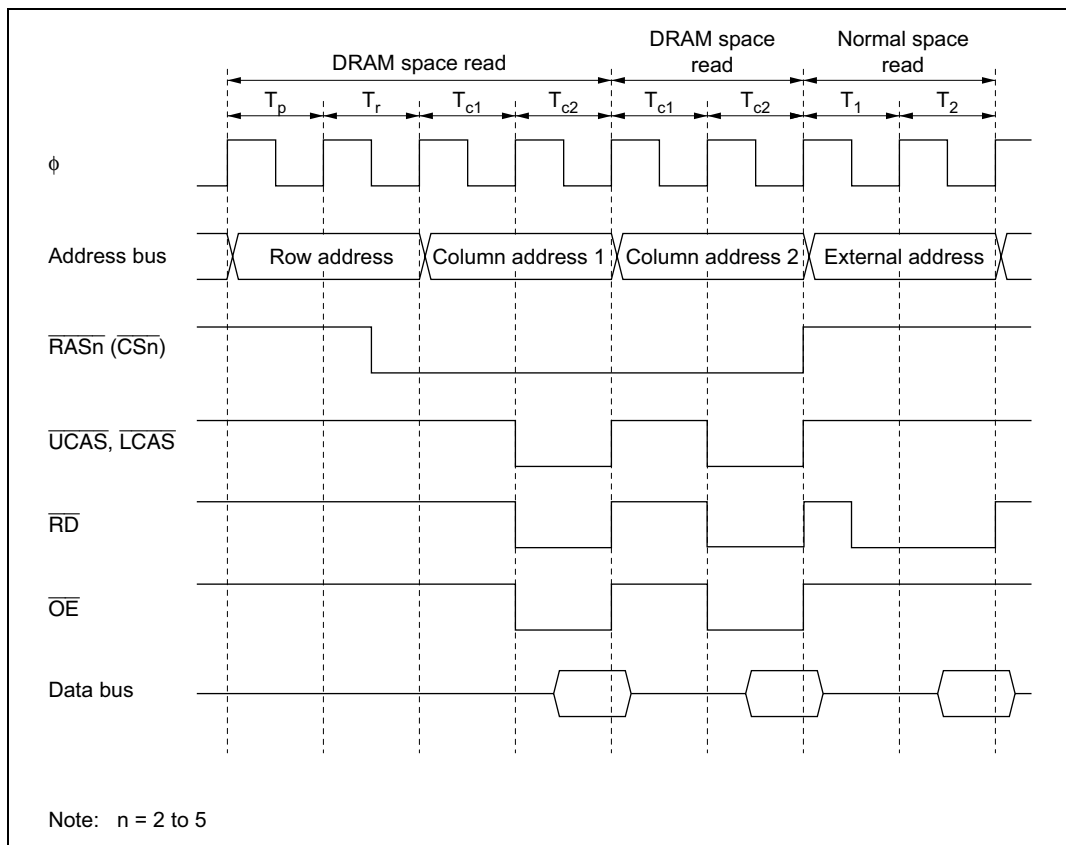 DRAM space read
DRAM space
read
Normal space
read
Tp Tr Tc1 Tc2 Tc1 Tc2 T1 T2
ϕ
Address bus Row address Column address 1 Column address 2 External address
RASn (CSn)
UCAS, LCAS
RD
OE
Data bus
Note: n = 2 to 5